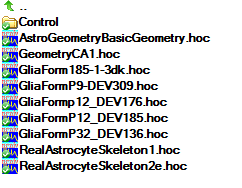 ..
Control
AstroGeometryBasicGeometry.hoc
GeometryCA1.hoc
GliaForm185-1-3dk.hoc
GliaFormP9-DEV309.hoc
GliaFormp12_DEV176.hoc
GliaFormP12_DEV185.hoc
GliaFormP32_DEV136.hoc
RealAstrocyteSkeleton1.hoc
RealAstrocyteSkeleton2e.hoc